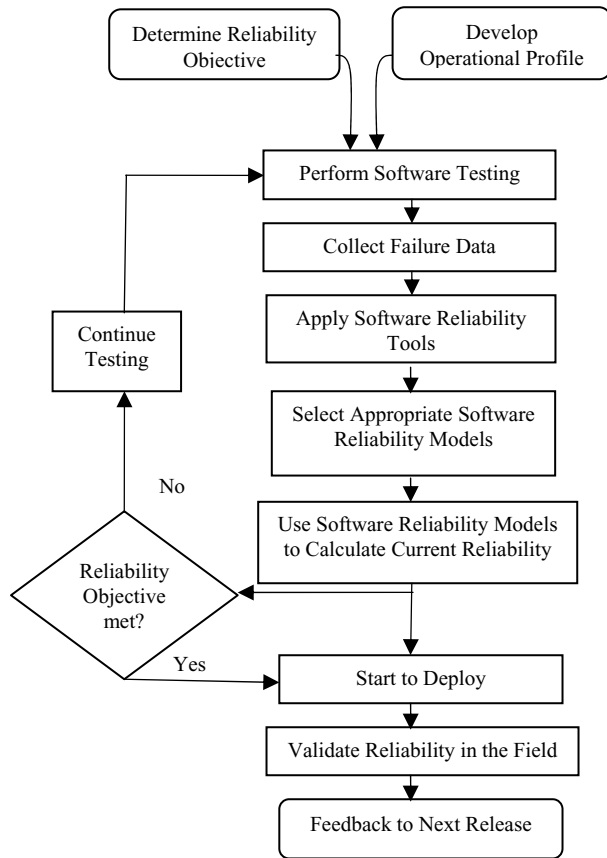 Determine Reliability
Objective
Develop
Operational Profile
Perform Software Testing
Collect Failure Data
Apply Software Reliability
Tools
Continue
Testing
Select Appropriate Software
Reliability Models
No
Use Software Reliability Models
to Calculate Current Reliability
Reliability
Objective
met?
Yes
Start to Deploy
Validate Reliability in the Field
Feedback to Next Release